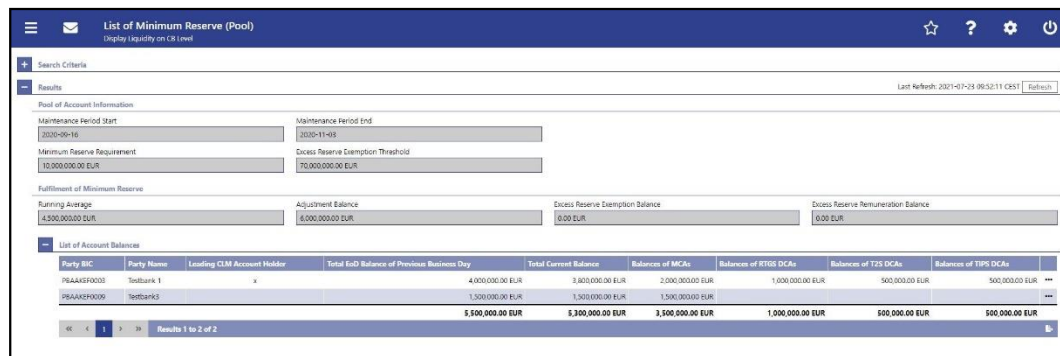 List of Minimum Reserve (Pool)
Display Liquidity on CB Level
Search Criteria
Results
Last Refresh: 2021-07-23 09:52:11 CEST Refresh
Pool of Account Information
Maintenance Period Start Maintenance Period End
2020-09-16 2020-11-03
Minimum Reserve Requirement Excess Reserve Exemption Threshold
10,000,000.00 EUR 70,000,000.00 EUR
Fulfilment of Minimum Reserve
Running Average Adjustment Balance Excess Reserve Exemption Balance Excess Reserve Remuneration Balance
4,500,000.00 EUR 6,000,000.00 EUR 0.00 EUR 0.00 EUR
List of Account Balances
Party BIC Party Name Leading CLM Account Holder Total EoD Balance of Previous Business Day Total Current Balance Balances of MCAs Balances of RTGS DCAs Balances of T2S DCAs Balances of TIPS DCAs
Testbank 1 x 4,000,000.00 EUR 3,800,000.00 EUR 2,000,000.00 EUR 1,000,000.00 EUR 500,000.00 EUR 500,000.00 EUR
PBAAKEF0009 Testbank3 1,500,000.00 EUR 1,500,000.00 EUR 1,500,000.00 EUR
5,500,000.00 EUR 5,300,000.00 EUR 3,500,000.00 EUR 1,000,000.00 EUR 500,000.00 EUR 500,000.00 EUR
1 Results 1 to 2 of 2